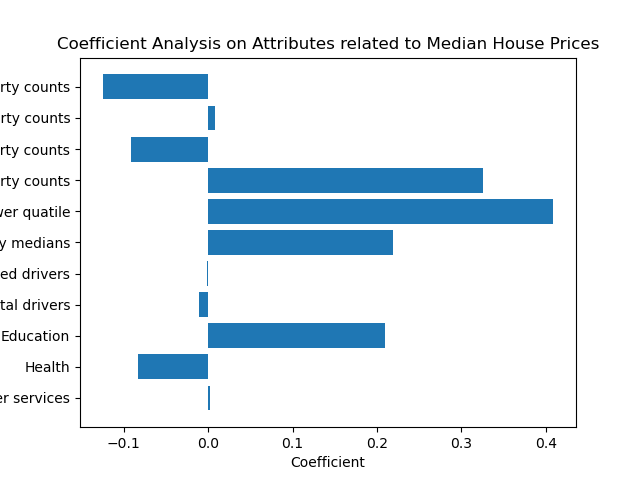 Coefficient Analysis on Attributes related to Median House Prices
rty counts
rty counts
rty counts
rty counts
wer quatile
y medians
ed drivers
tal drivers
Education
Health
er services
−0.1 0.0 0.1 0.2 0.3 0.4
Coefficient